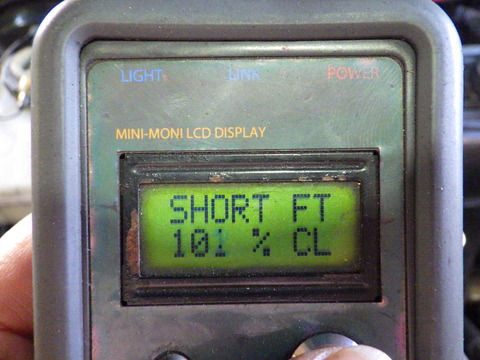 LIGHT LINK POWER
MINI-MONI LCD DISPLAY
SHORT FT
101 % CL